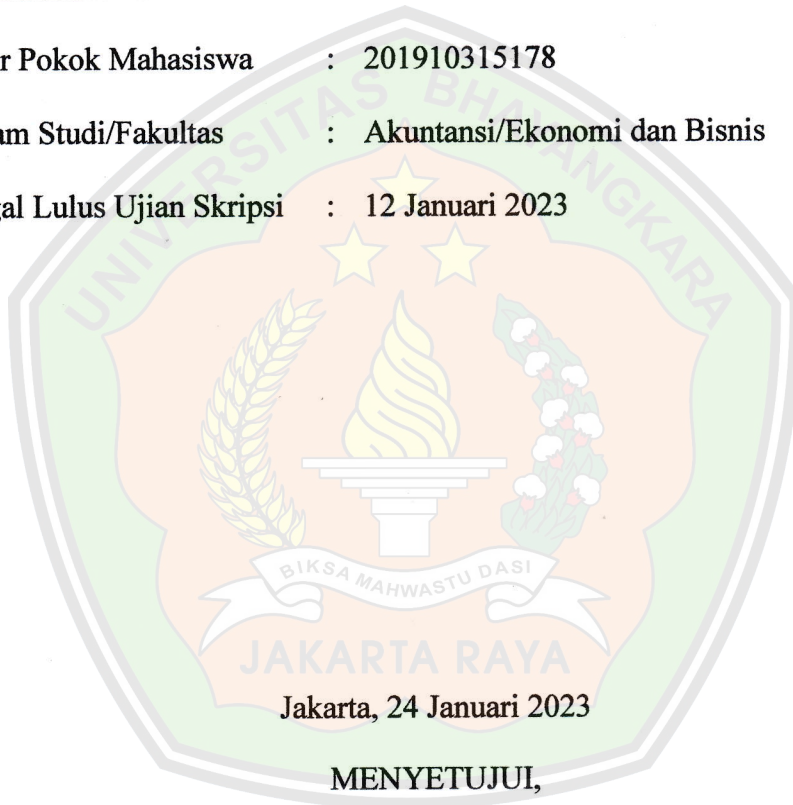 r Pokok Mahasiswa : 201910315178
am Studi/Fakultas : Akuntansi/Ekonomi dan Bisnis
gal Lulus Ujian Skripsi : 12 Januari 2023
UNIVERSITAS BHAYANGKARA
BIKSA MAHWASTU DASI
JAKARTA RAYA
Jakarta, 24 Januari 2023
MENYETUJUI,